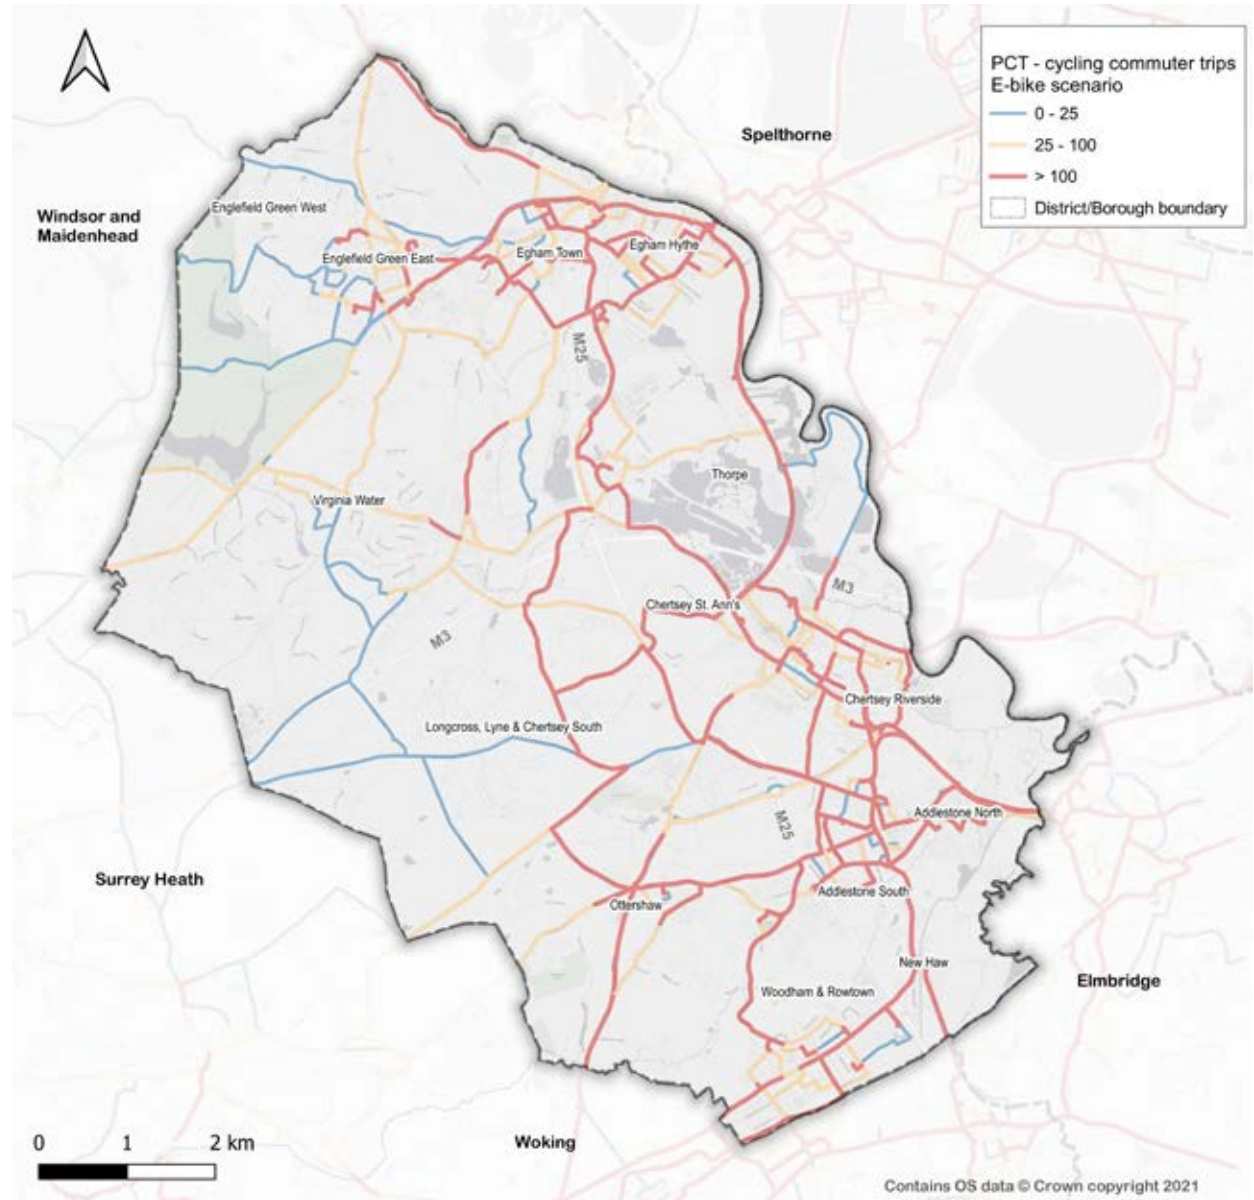 PCT - cycling commuter trips
E-bike scenario
0 - 25
25 - 100
> 100
District/Borough boundary
Spelthorne
Windsor and
Maidenhead
Englefield Green West
Englefield Green East
Egham Town
Egham Hythe
M25
Thorpe
Virginia Water
M3
Chertsey St. Ann's
M3
Chertsey Riverside
Longcross, Lyne & Chertsey South
M25
Addlestone North
Surrey Heath
Addlestone South
Ottershaw
New Haw
Woodham & Rowtown
Elmbridge
Woking
0 1 2 km
Contains OS data © Crown copyright 2021